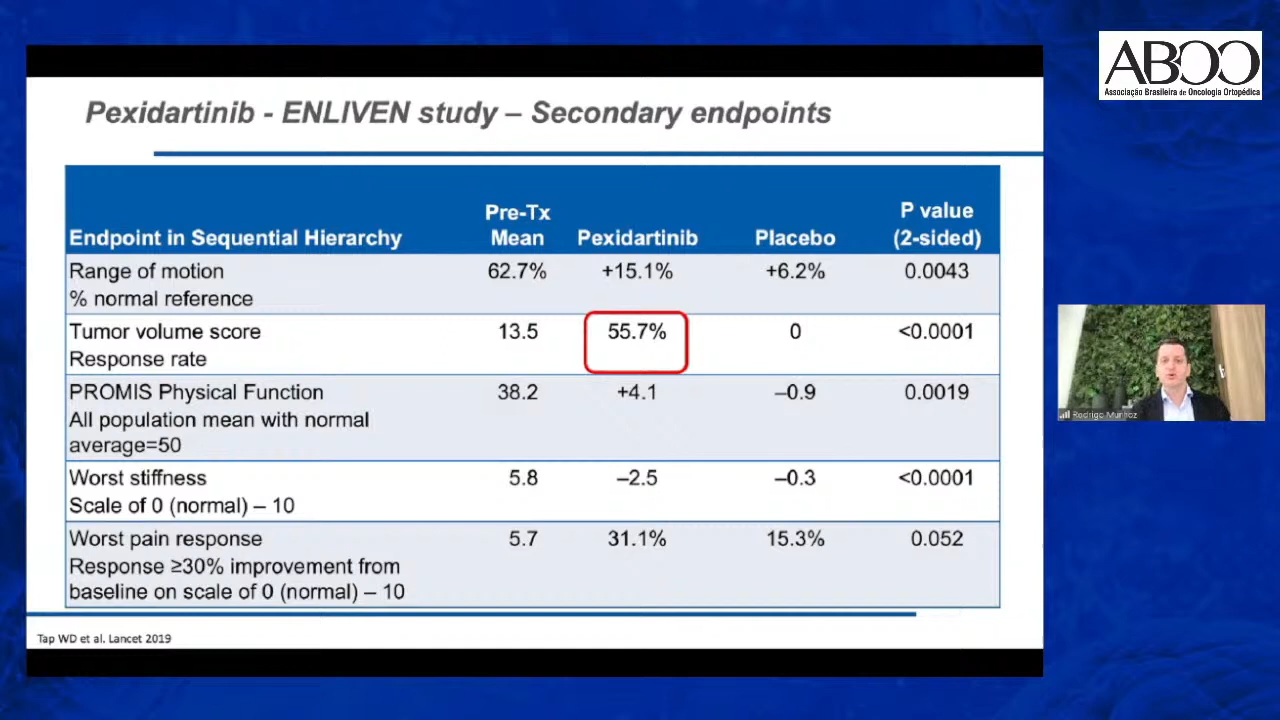 ABOO
Associação Brasileira de Oncologia Ortopédica
Pexidartinib - ENLIVEN study – Secondary endpoints
Endpoint in Sequential Hierarchy
Pre-Tx
Mean
Pexidartinib
Placebo
P value
(2-sided)
Range of motion 62.7% +15.1% +6.2% 0.0043
% normal reference
Tumor volume score 13.5 55.7% 0 <0.0001
Response rate
PROMIS Physical Function 38.2 +4.1 –0.9 0.0019
All population mean with normal
average=50
Worst stiffness 5.8 –2.5 –0.3 <0.0001
Scale of 0 (normal) – 10
Worst pain response 5.7 31.1% 15.3% 0.052
Response ≥30% improvement from
baseline on scale of 0 (normal) – 10
Tap WD et al. Lancet 2019
Rodrigo Munhoz